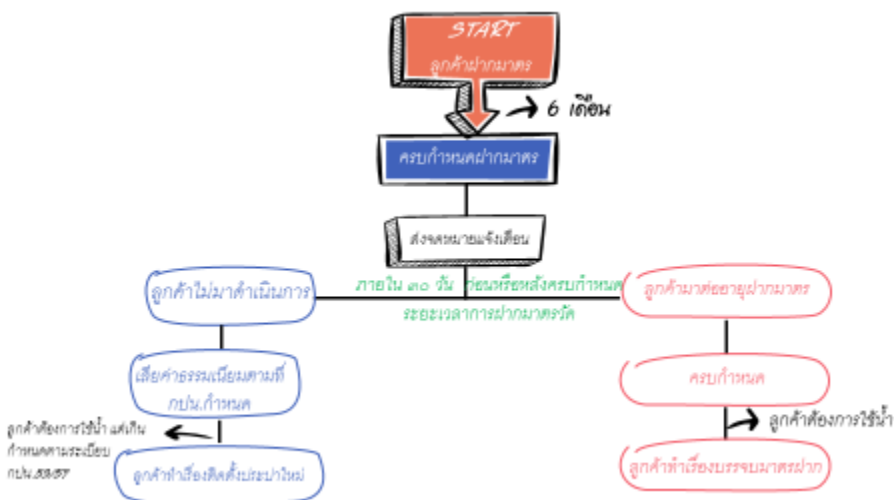 START
ลูกค้าฝากมาตร
6 เดือน
ครบกำหนดฝากมาตร
ส่งจดหมายแจ้งเตือน
ภายใน ๓๐ วัน ก่อนหรือหลังครบกำหนด
ระยะเวลาการฝากมาตรวัด
ลูกค้าไม่มาดำเนินการ
ลูกค้ามาต่ออายุฝากมาตร
เสียค่าธรรมเนียมตามที่
กปน.กำหนด
ครบกำหนด
ลูกค้าต้องการใช้น้ำ แต่เกิน
กำหนดตามระเบียบ
กปน.
ลูกค้าต้องการใช้น้ำ
ลูกค้าทำเรื่องติดตั้งประปาใหม่
ลูกค้าทำเรื่องบรรจบมาตรฝาก